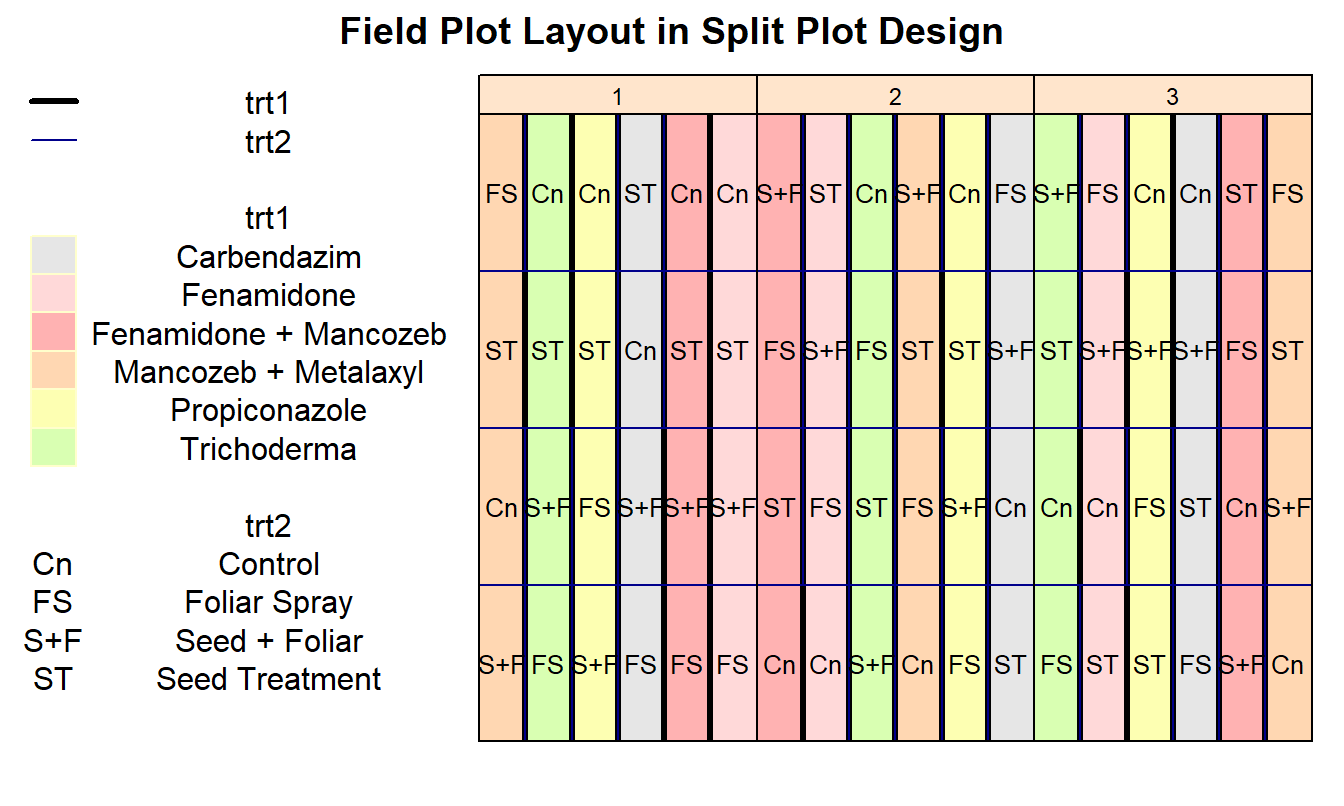 Field Plot Layout in Split Plot Design
trt1
trt2
trt1
Carbendazim
Fenamidone
Fenamidone + Mancozeb
Mancozeb + Metalaxyl
Propiconazole
Trichoderma
trt2
Cn Control
FS Foliar Spray
S+F Seed + Foliar
ST Seed Treatment
1 2 3
FS Cn Cn ST Cn Cn S+F ST Cn S+F Cn FS S+F FS Cn Cn ST FS
ST ST ST Cn ST ST FS S+F FS ST ST S+F ST S+F S+F S+F FS ST
Cn S+F FS S+F S+F S+F ST FS ST FS S+F Cn Cn Cn FS ST Cn S+F
S+F FS S+F FS FS FS Cn Cn S+F Cn FS ST FS ST ST FS S+F Cn